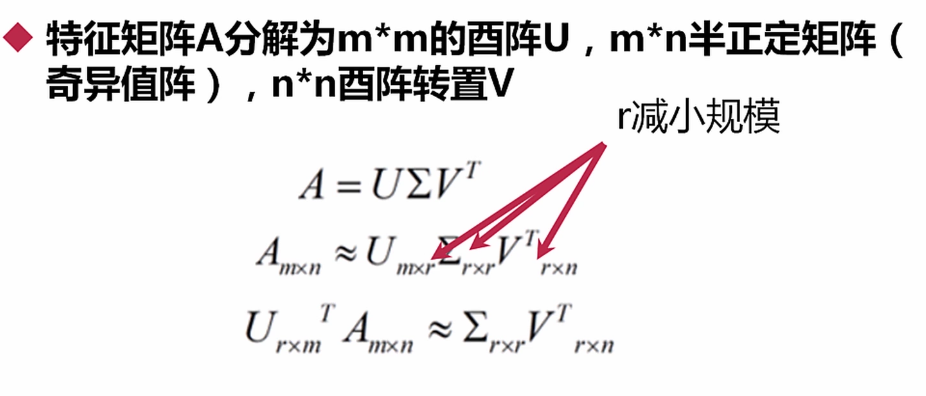 特征矩阵A分解为m*m的酉阵U，m*n半正定矩阵（
奇异值阵），n*n酉阵转置V
r减小规模
A = UΣV^T
A_{m×n} ≈ U_{m×r} Σ_{r×r} V^T_{r×n}
U_{r×m}^T A_{m×n} ≈ Σ_{r×r} V^T_{r×n}